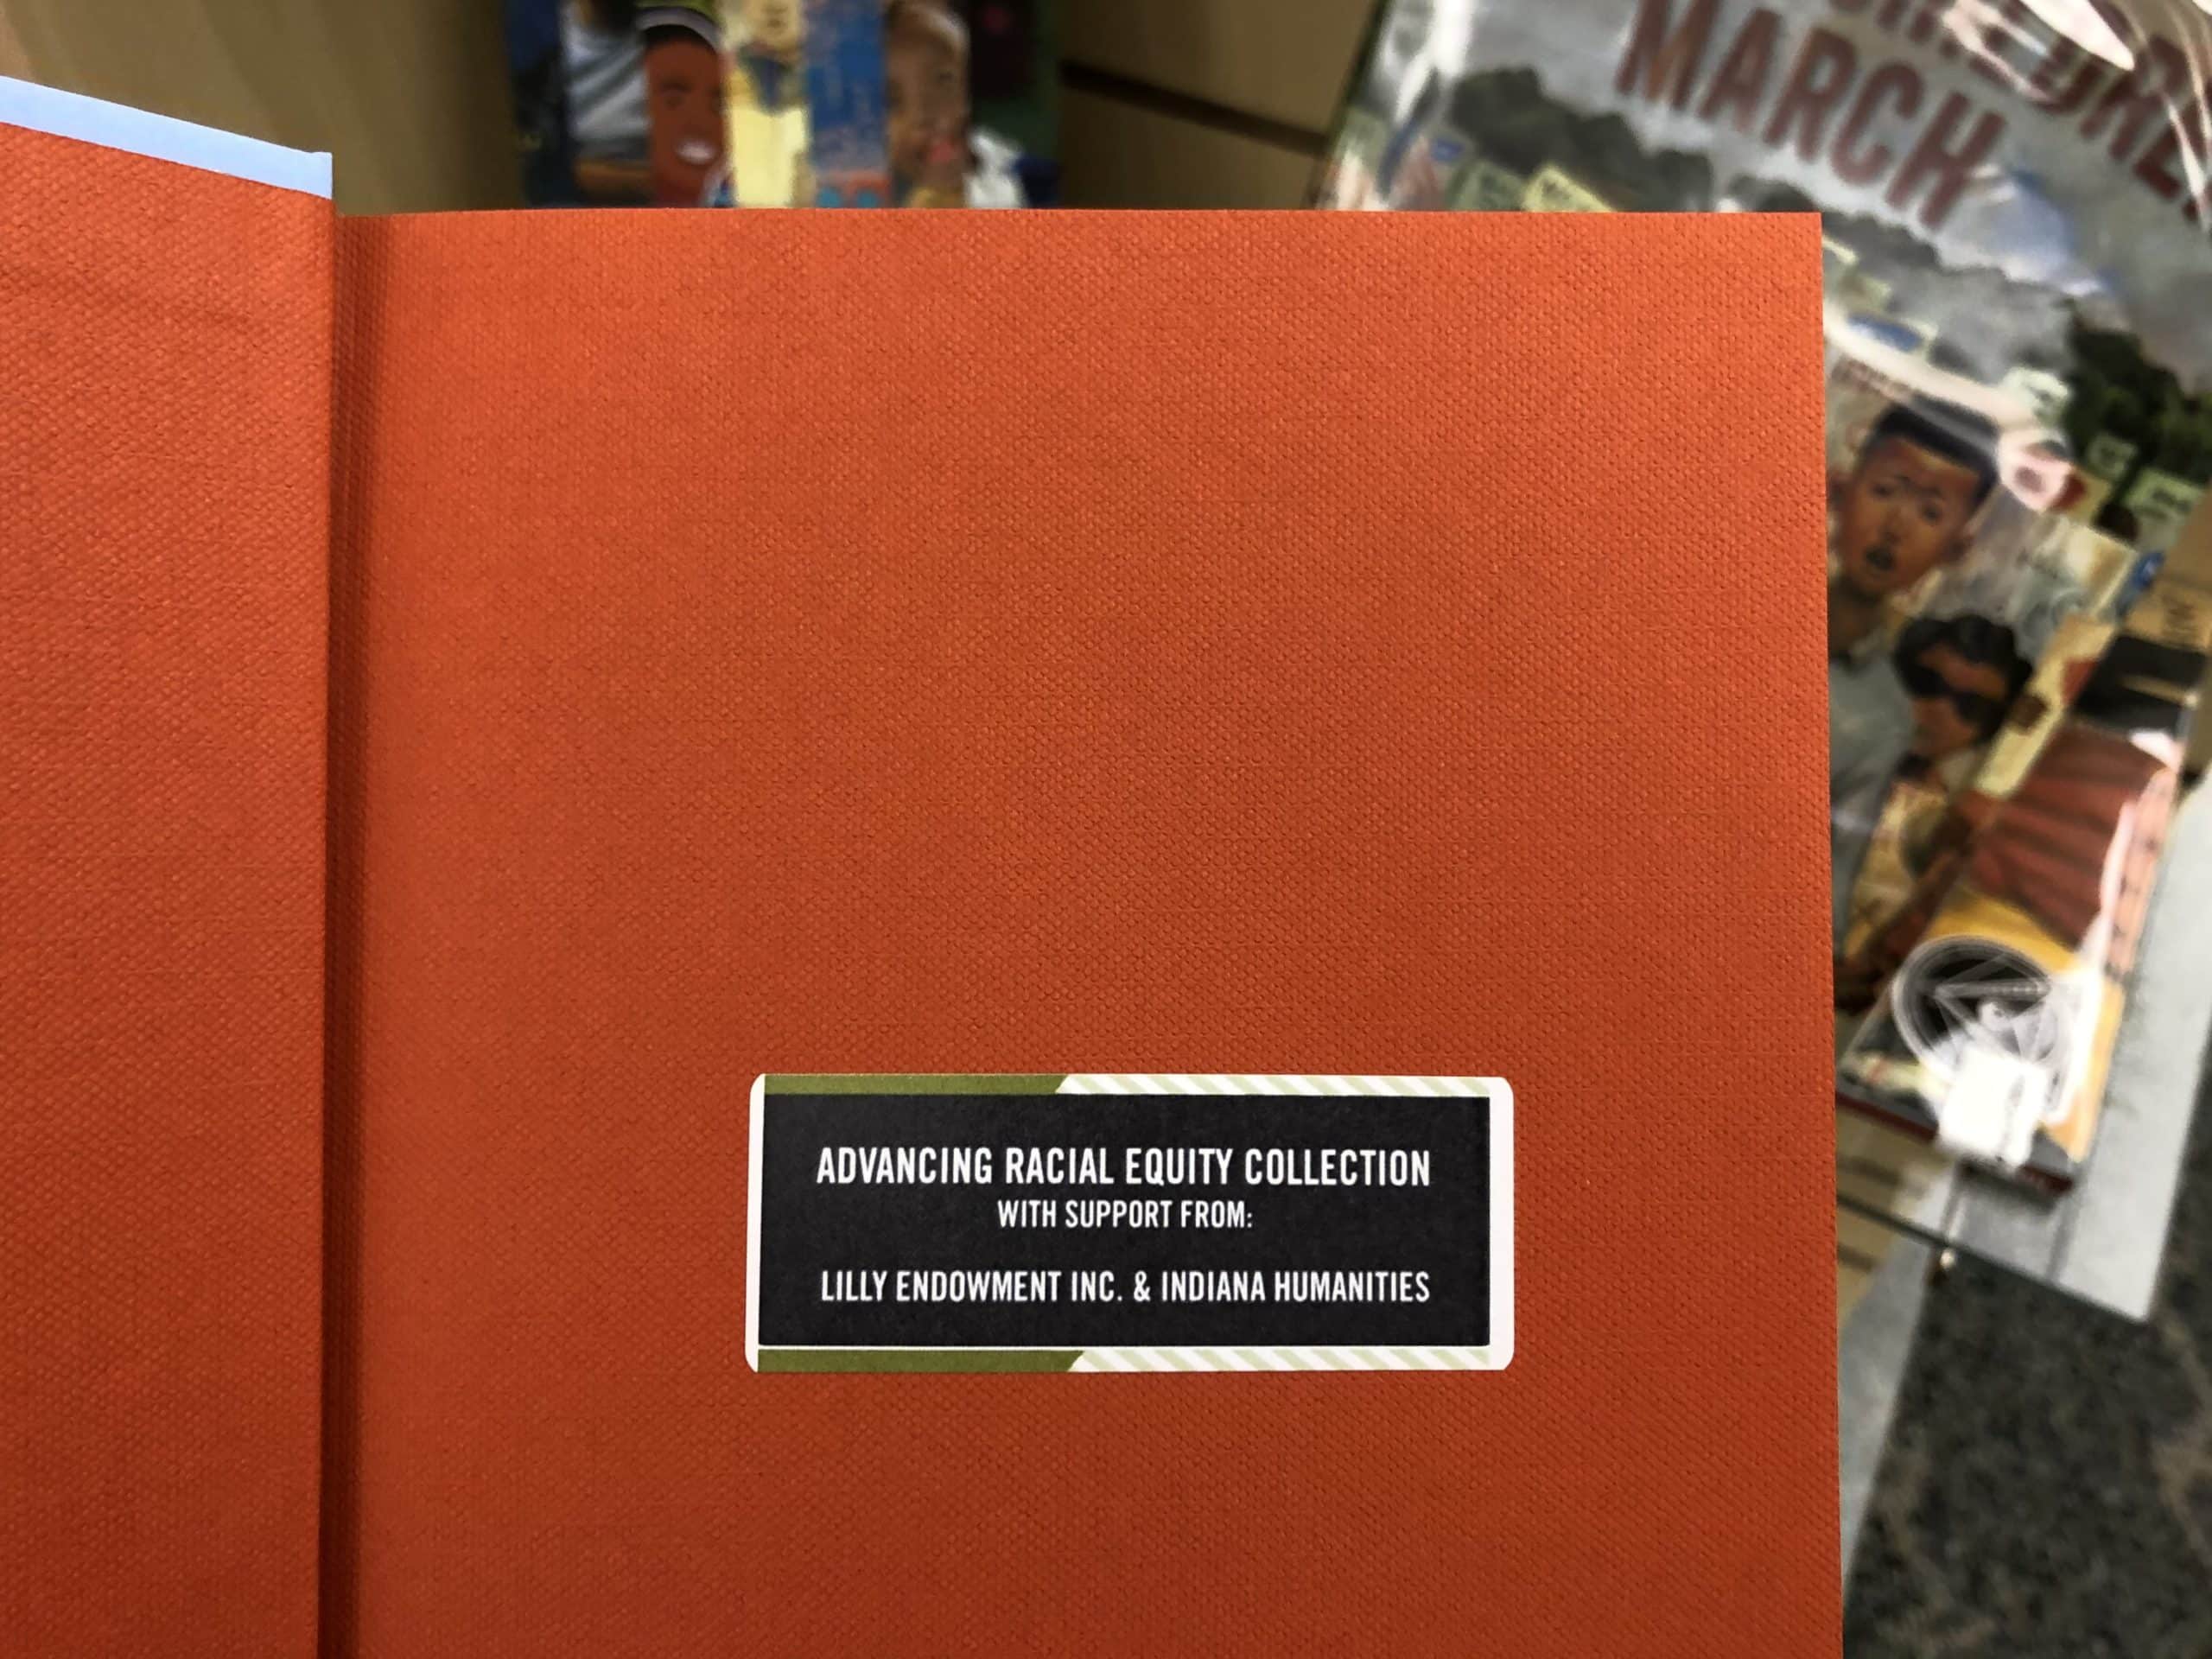 MARCH
ADVANCING RACIAL EQUITY COLLECTION
WITH SUPPORT FROM:
LILLY ENDOWMENT INC. & INDIANA HUMANITIES